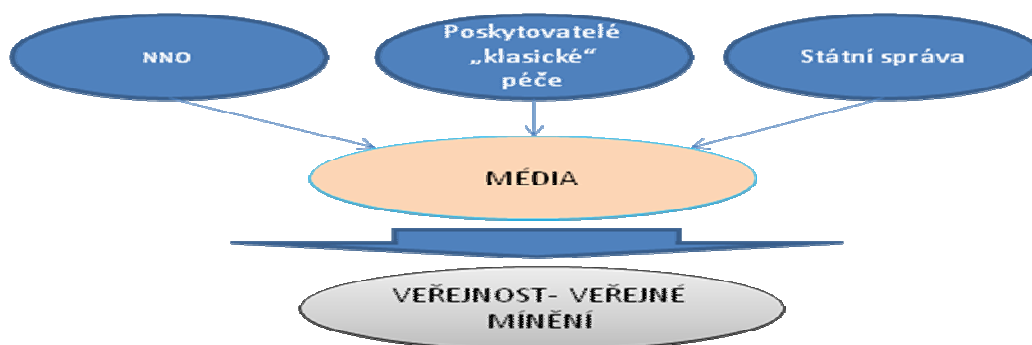 NNO
Poskytovatelé
„klasické“
péče
Státní správa
MÉDIA
VEŘEJNOST- VEŘEJNÉ
MÍNĚNÍ